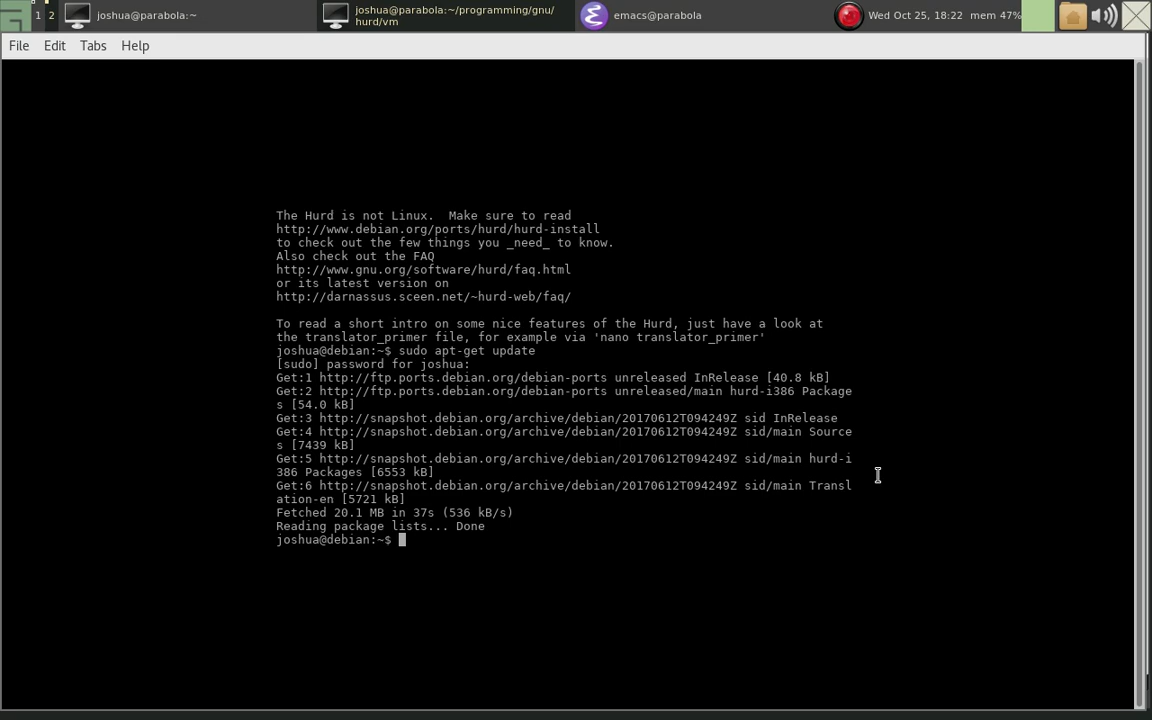 1 2 joshua@parabola:~ joshua@parabola:~/programming/gnu/
hurd/vm emacs@parabola Wed Oct 25, 18:22 mem 47%
File Edit Tabs Help
The Hurd is not Linux.  Make sure to read
http://www.debian.org/ports/hurd/hurd-install
to check out the few things you _need_ to know.
Also check out the FAQ
http://www.gnu.org/software/hurd/faq.html
or its latest version on
http://darnassus.sceen.net/~hurd-web/faq/
To read a short intro on some nice features of the Hurd, just have a look at
the translator_primer file, for example via 'nano translator_primer'
joshua@debian:~$ sudo apt-get update
[sudo] password for joshua:
Get:1 http://ftp.ports.debian.org/debian-ports unreleased InRelease [40.8 kB]
Get:2 http://ftp.ports.debian.org/debian-ports unreleased/main hurd-i386 Package
s [54.0 kB]
Get:3 http://snapshot.debian.org/archive/debian/20170612T094249Z sid InRelease
Get:4 http://snapshot.debian.org/archive/debian/20170612T094249Z sid/main Source
s [7439 kB]
Get:5 http://snapshot.debian.org/archive/debian/20170612T094249Z sid/main hurd-i
386 Packages [6553 kB]
Get:6 http://snapshot.debian.org/archive/debian/20170612T094249Z sid/main Transl
ation-en [5721 kB]
Fetched 20.1 MB in 37s (536 kB/s)
Reading package lists... Done
joshua@debian:~$